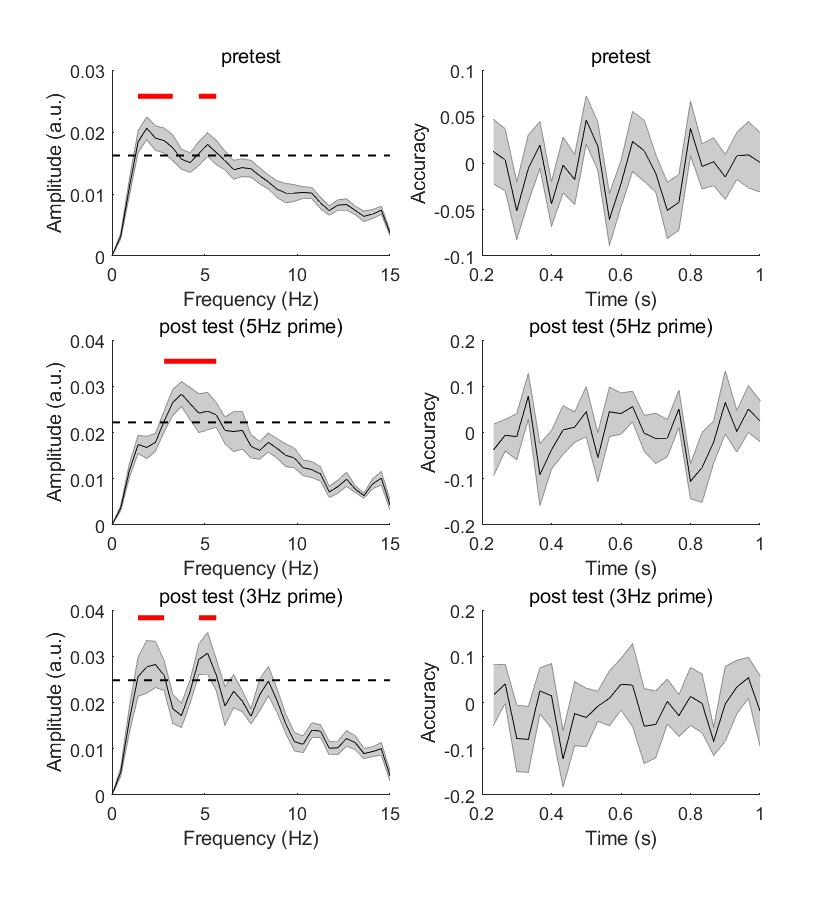 pretest
0.03
0.02
0.01
0
Amplitude (a.u.)
0 5 10 15
Frequency (Hz)
pretest
0.1
0.05
0
-0.05
-0.1
Accuracy
0.2 0.4 0.6 0.8 1
Time (s)
post test (5Hz prime)
0.04
0.03
0.02
0.01
0
Amplitude (a.u.)
0 5 10 15
Frequency (Hz)
post test (5Hz prime)
0.2
0.1
0
-0.1
-0.2
Accuracy
0.2 0.4 0.6 0.8 1
Time (s)
post test (3Hz prime)
0.04
0.03
0.02
0.01
0
Amplitude (a.u.)
0 5 10 15
Frequency (Hz)
post test (3Hz prime)
0.2
0.1
0
-0.1
-0.2
Accuracy
0.2 0.4 0.6 0.8 1
Time (s)